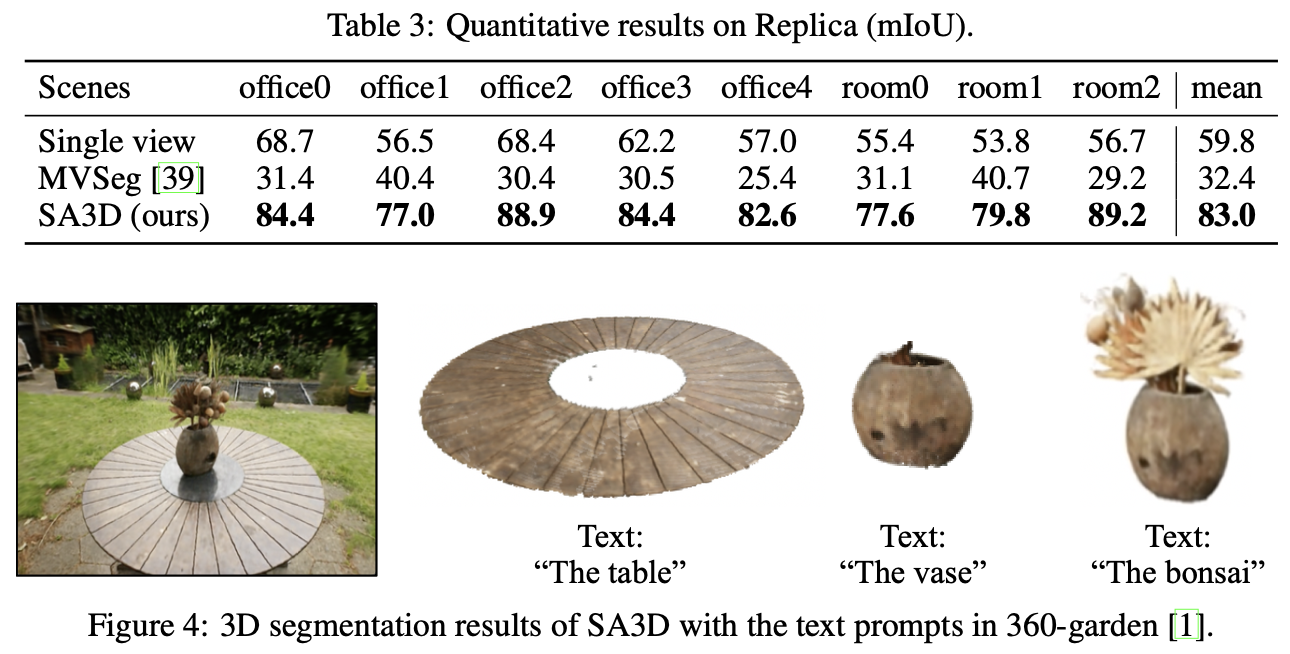 Table 3: Quantitative results on Replica (mIoU).
Scenes office0 office1 office2 office3 office4 room0 room1 room2 mean
Single view 68.7 56.5 68.4 62.2 57.0 55.4 53.8 56.7 59.8
MVSeg [39] 31.4 40.4 30.4 30.5 25.4 31.1 40.7 29.2 32.4
SA3D (ours) 84.4 77.0 88.9 84.4 82.6 77.6 79.8 89.2 83.0
Text:
“The table”
Text:
“The vase”
Text:
“The bonsai”
Figure 4: 3D segmentation results of SA3D with the text prompts in 360-garden [1].